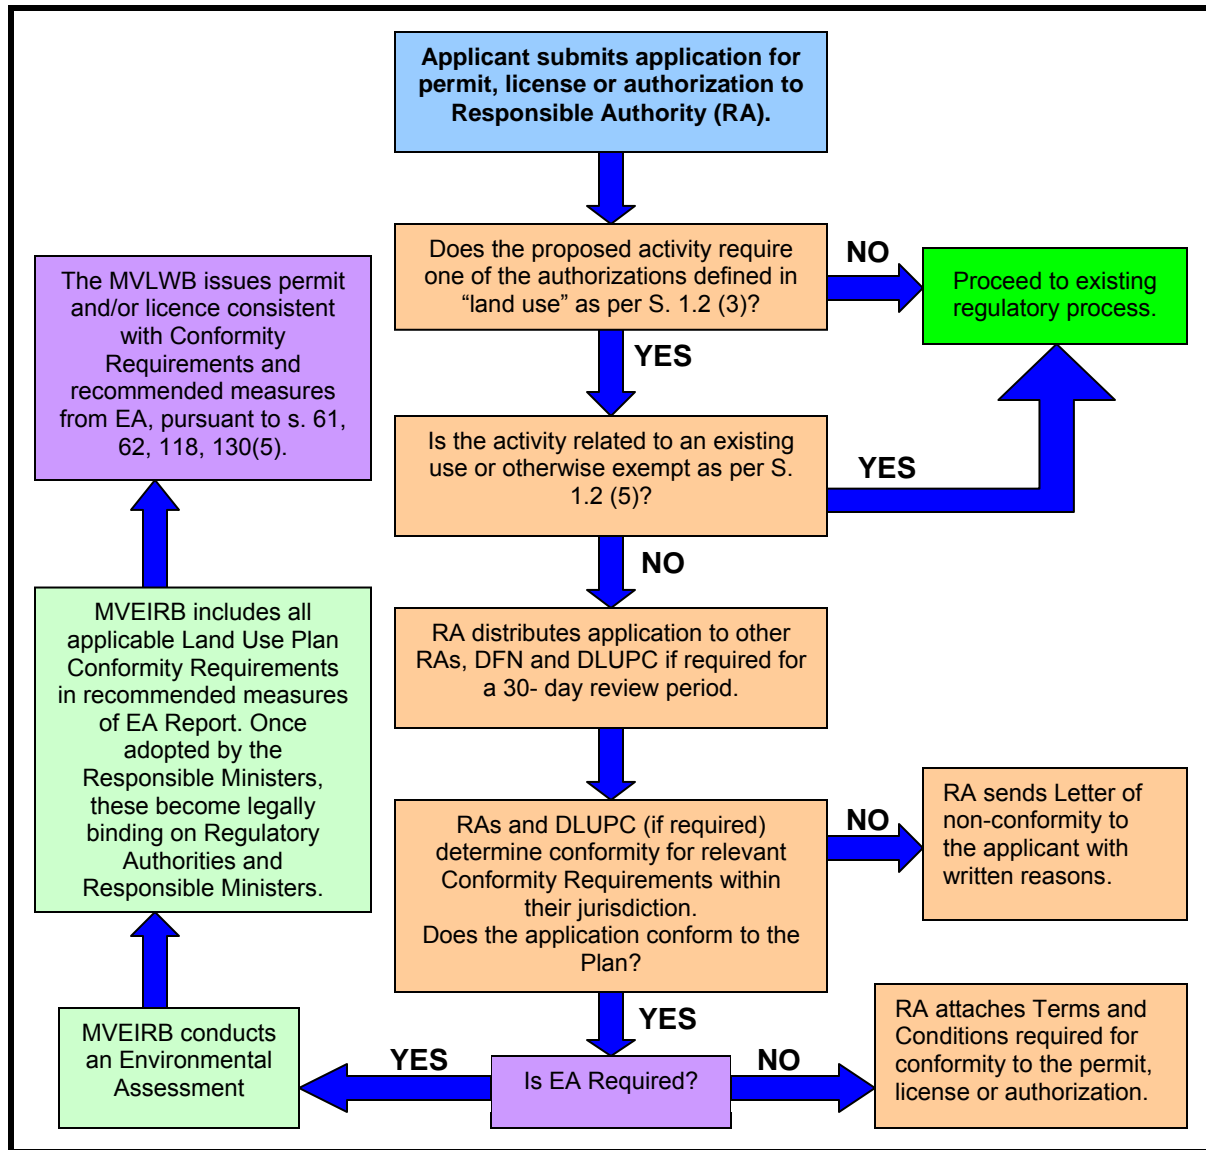 Applicant submits application for
permit, license or authorization to
Responsible Authority (RA).
Does the proposed activity require
one of the authorizations defined in
“land use” as per S. 1.2 (3)?
NO
Proceed to existing
regulatory process.
YES
Is the activity related to an existing
use or otherwise exempt as per S.
1.2 (5)?
YES
NO
RA distributes application to other
RAs, DFN and DLUPC if required for
a 30- day review period.
RAs and DLUPC (if required)
determine conformity for relevant
Conformity Requirements within
their jurisdiction.
Does the application conform to the
Plan?
NO
RA sends Letter of
non-conformity to
the applicant with
written reasons.
YES
Is EA Required?
NO
RA attaches Terms and
Conditions required for
conformity to the permit,
license or authorization.
YES
MVEIRB conducts
an Environmental
Assessment
MVEIRB includes all
applicable Land Use Plan
Conformity Requirements
in recommended measures
of EA Report. Once
adopted by the
Responsible Ministers,
these become legally
binding on Regulatory
Authorities and
Responsible Ministers.
The MVLWB issues permit
and/or licence consistent
with Conformity
Requirements and
recommended measures
from EA, pursuant to s. 61,
62, 118, 130(5).